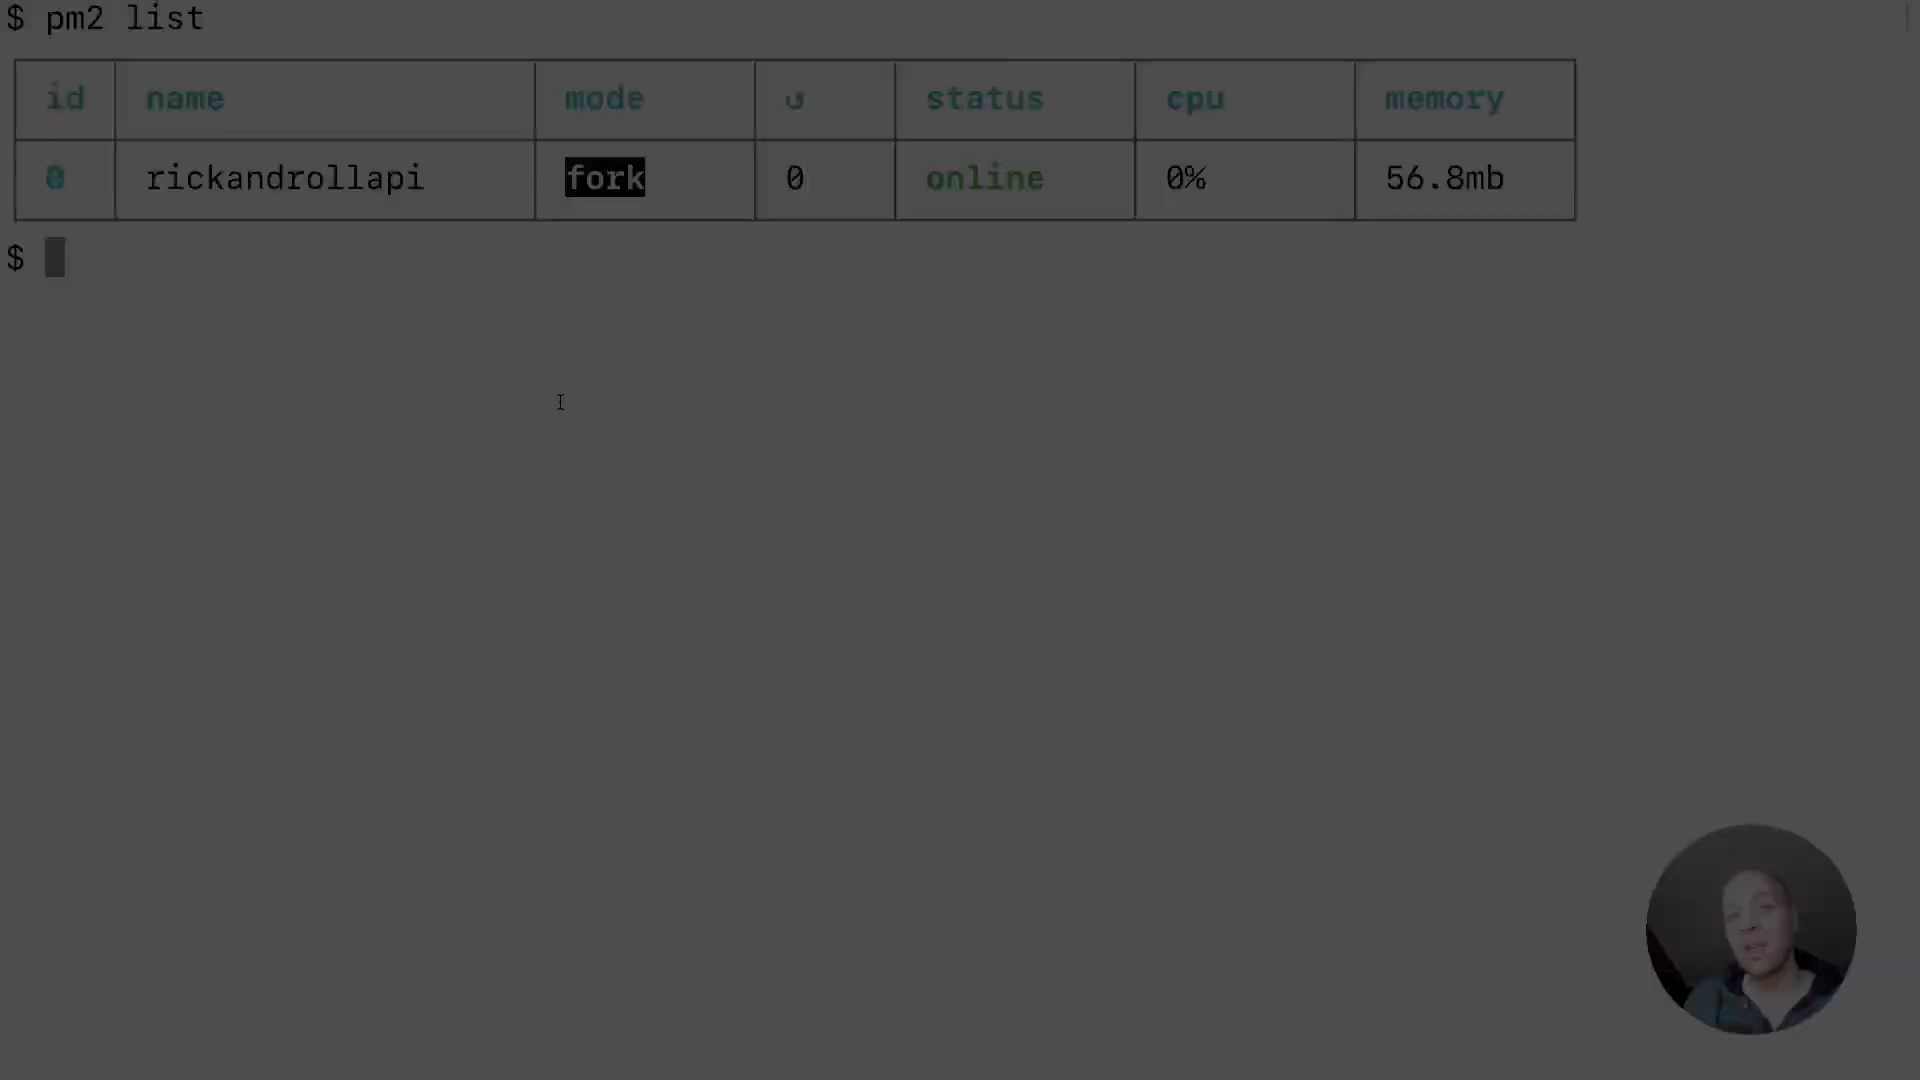 $ pm2 list
id name mode ↺ status cpu memory
0 rickandrollapi fork 0 online 0% 56.8mb
$